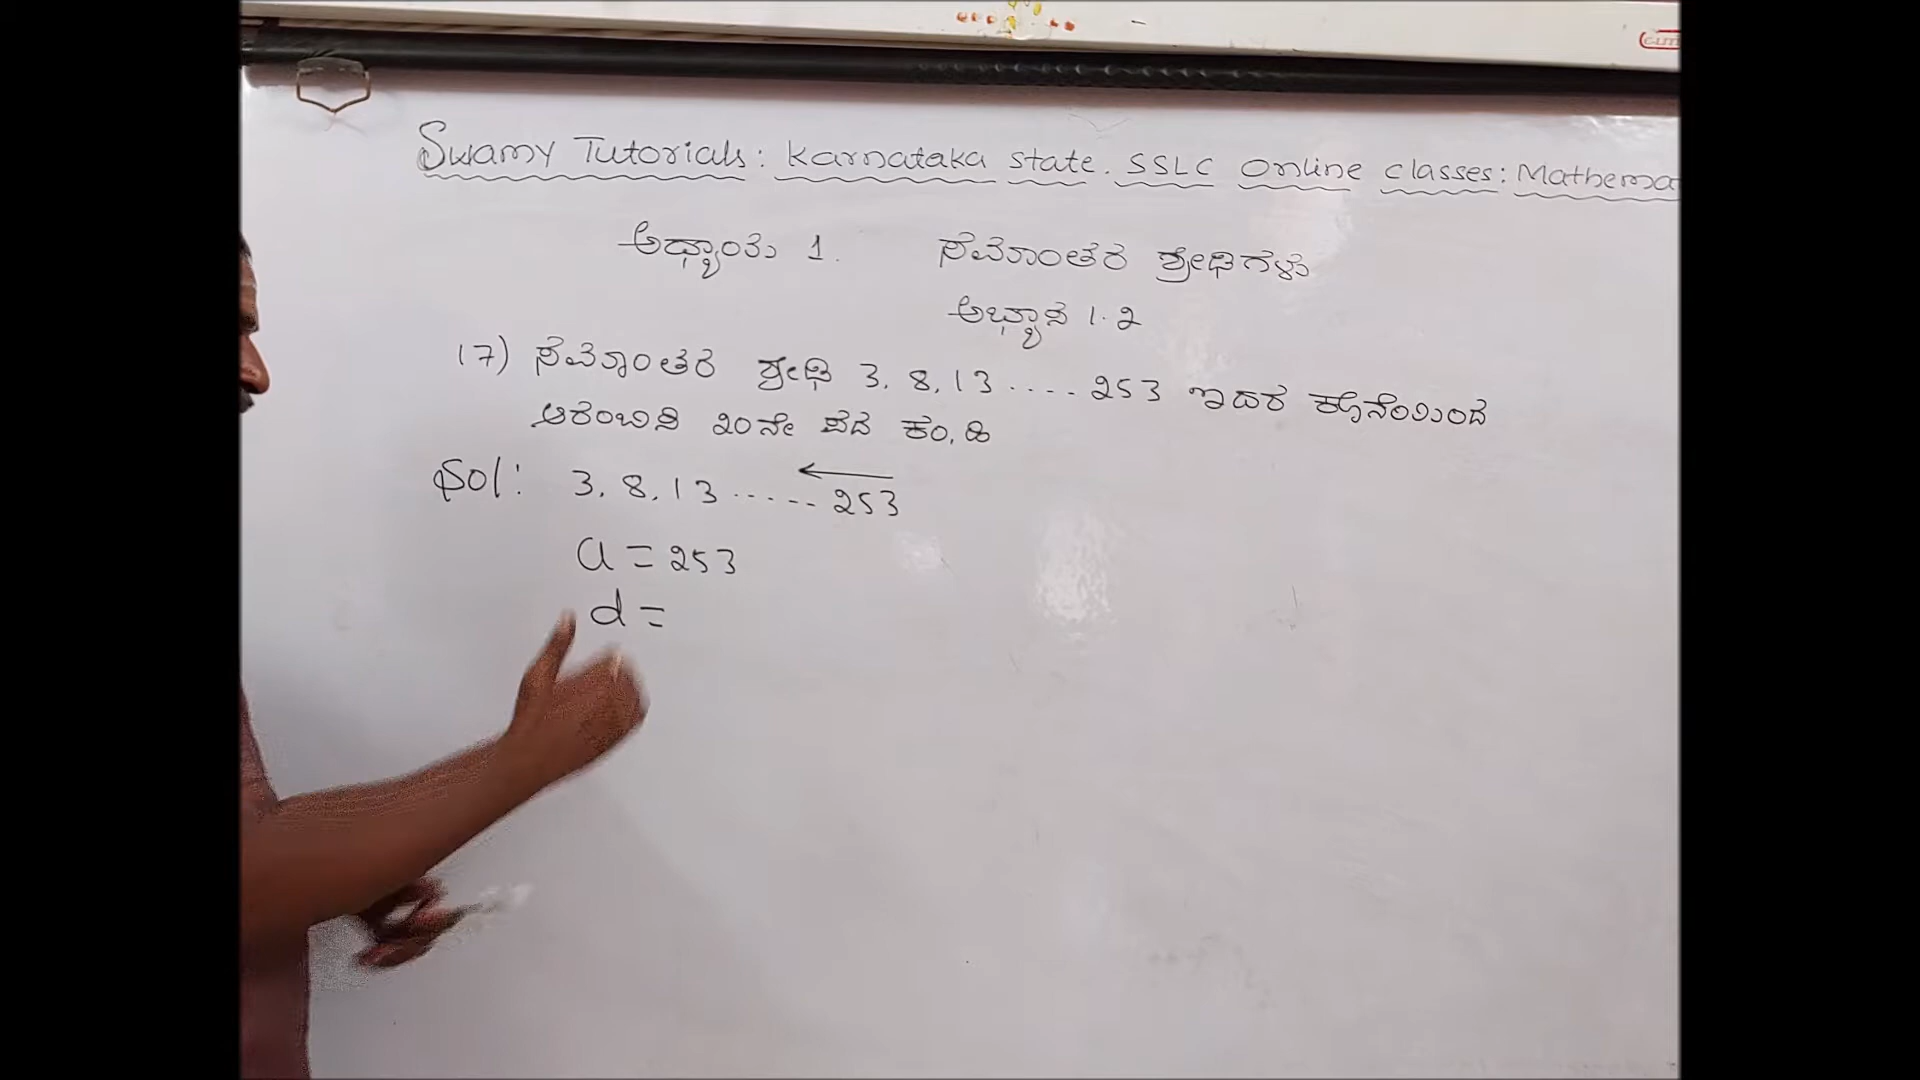 Swamy Tutorials: Karnataka state. SSLC Online classes: Mathema
ಅಧ್ಯಾಯ 1. ಸಮಾಂತರ ಶ್ರೇಢಿಗಳು
ಅಭ್ಯಾಸ 1.2
17) ಸಮಾಂತರ ಶ್ರೇಢಿ 3, 8, 13 ..... 253 ಇದರ ಕೊನೆಯಿಂದ
ಆರಂಬಿಸಿ 20ನೇ ಪದ ಕಂ.ಹಿ
Sol: 3, 8, 13 ...... 253
a = 253
d =